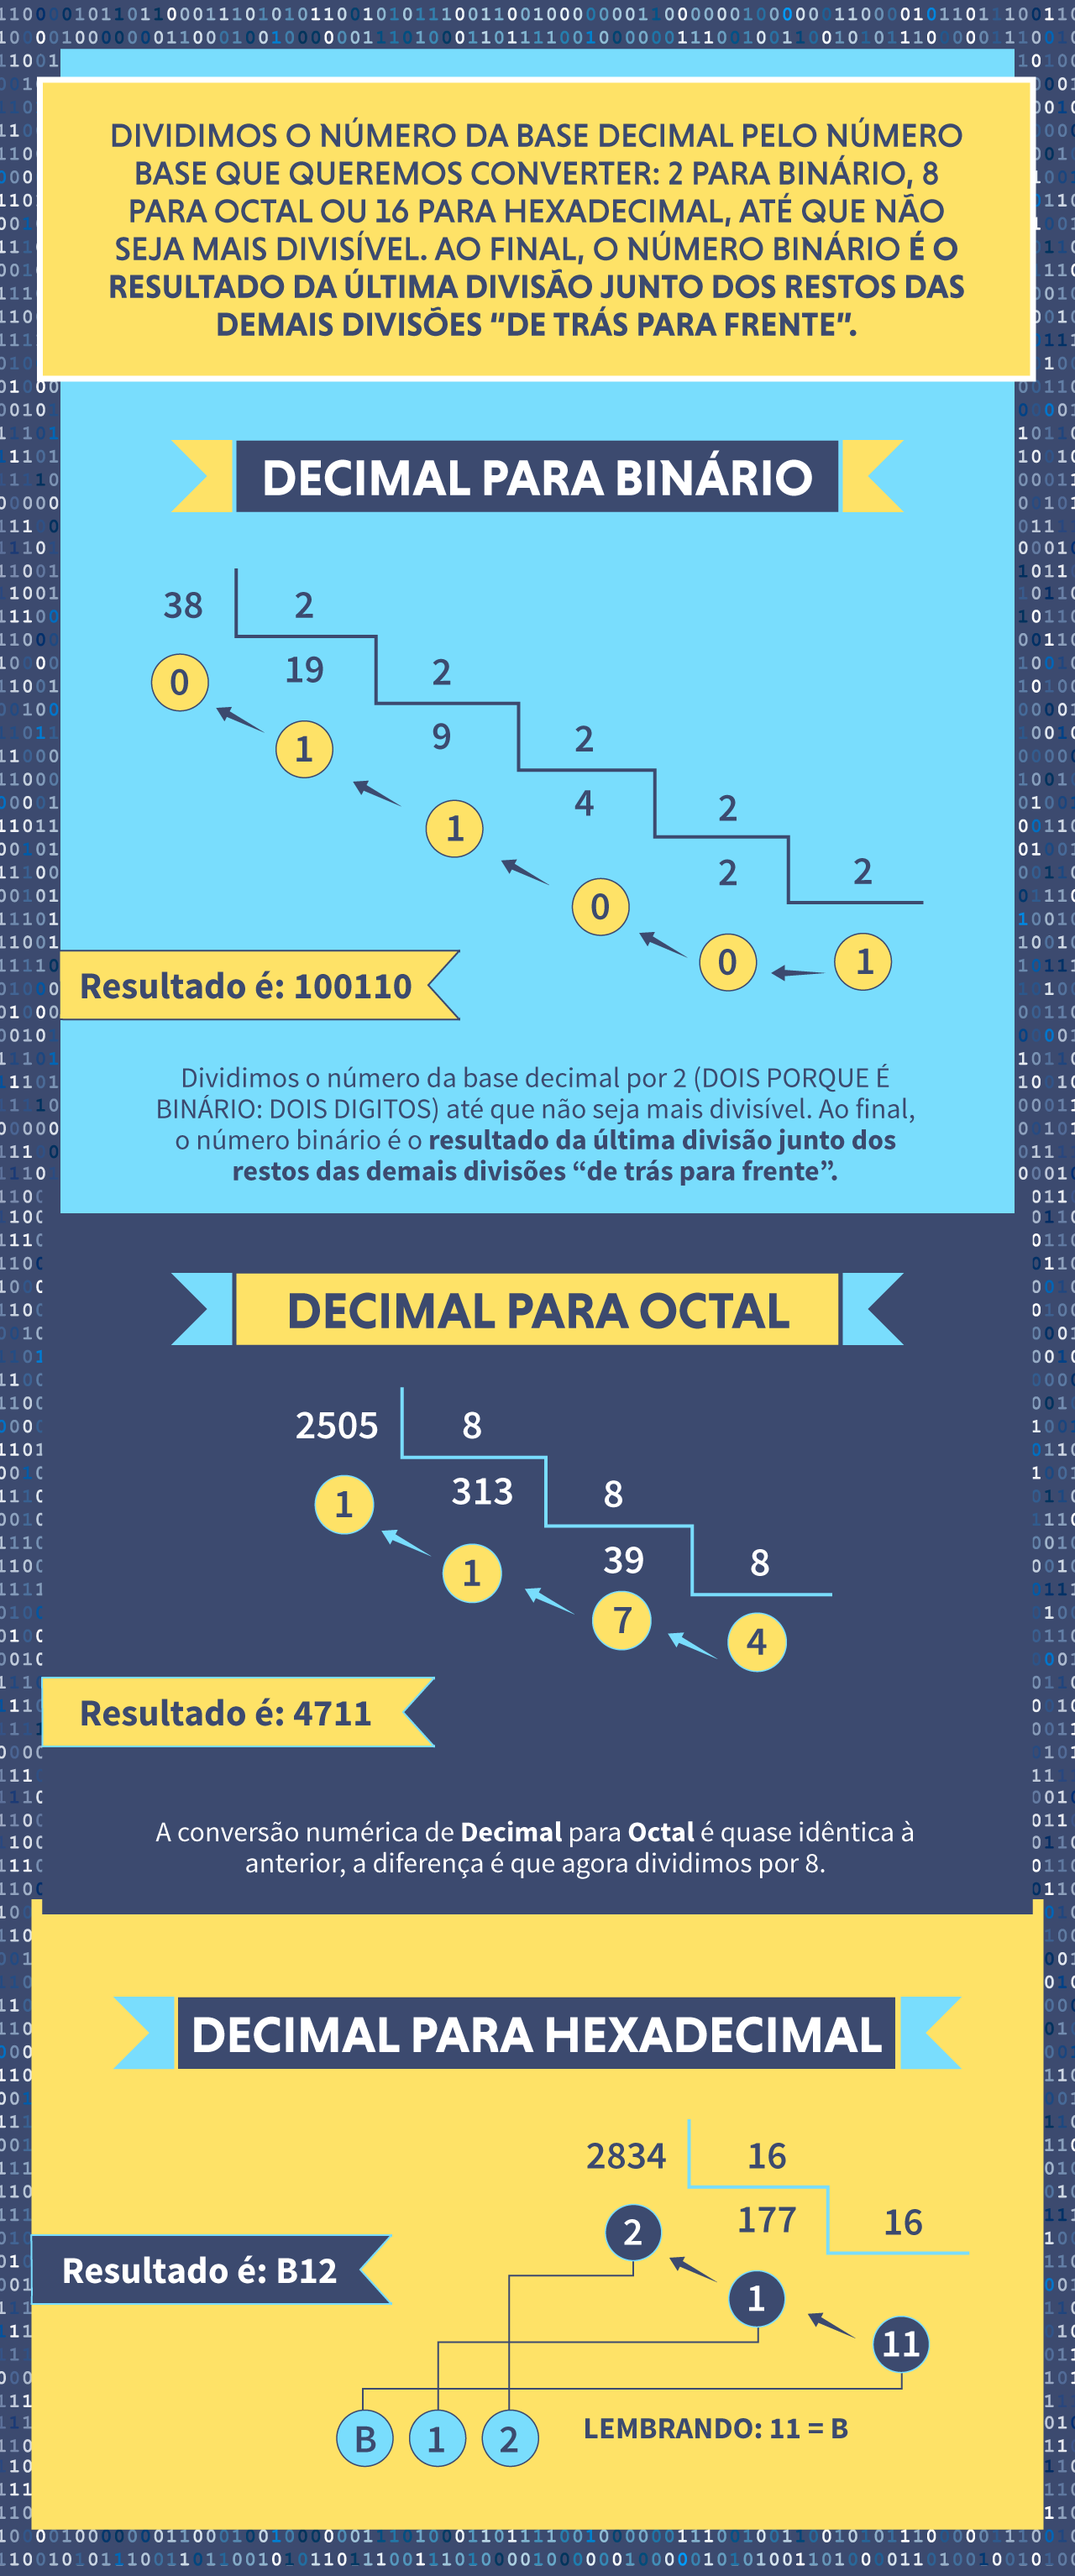 DIVIDIMOS O NÚMERO DA BASE DECIMAL PELO NÚMERO
BASE QUE QUEREMOS CONVERTER: 2 PARA BINÁRIO, 8
PARA OCTAL OU 16 PARA HEXADECIMAL, ATÉ QUE NÃO
SEJA MAIS DIVISÍVEL. AO FINAL, O NÚMERO BINÁRIO É O
RESULTADO DA ÚLTIMA DIVISÃO JUNTO DOS RESTOS DAS
DEMAIS DIVISÕES “DE TRÁS PARA FRENTE”.
DECIMAL PARA BINÁRIO
38 2
0 19 2
1 9 2
1 4 2
0 2 2
0 1
Resultado é: 100110
Dividimos o número da base decimal por 2 (DOIS PORQUE É
BINÁRIO: DOIS DIGITOS) até que não seja mais divisível. Ao final,
o número binário é o resultado da última divisão junto dos
restos das demais divisões “de trás para frente”.
DECIMAL PARA OCTAL
2505 8
1 313 8
1 39 8
7 4
Resultado é: 4711
A conversão numérica de Decimal para Octal é quase idêntica à
anterior, a diferença é que agora dividimos por 8.
DECIMAL PARA HEXADECIMAL
2834 16
2 177 16
1 11
Resultado é: B12
B 1 2
LEMBRANDO: 11 = B